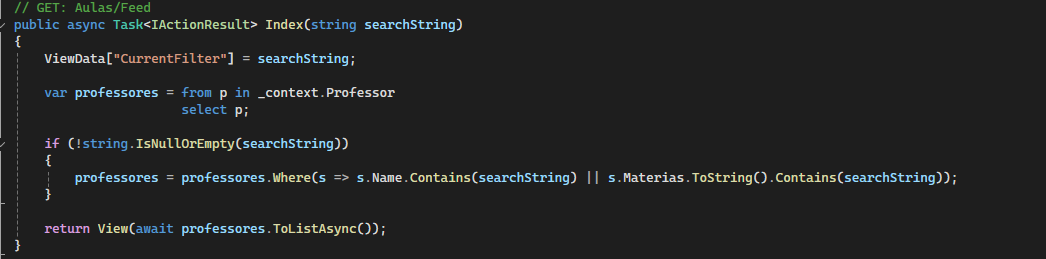 // GET: Aulas/Feed
public async Task<IActionResult> Index(string searchString)
{
ViewData["CurrentFilter"] = searchString;
var professores = from p in _context.Professor
select p;
if (!string.IsNullOrEmpty(searchString))
{
professores = professores.Where(s => s.Name.Contains(searchString) || s.Materias.ToString().Contains(searchString));
}
return View(await professores.ToListAsync());
}